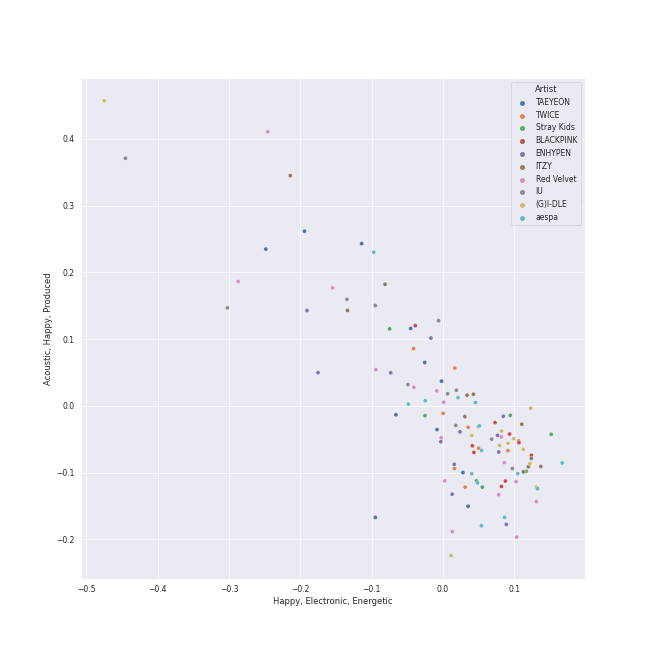 Artist
TAEYEON
TWICE
Stray Kids
BLACKPINK
ENHYPEN
ITZY
Red Velvet
IU
(G)I-DLE
aespa
Acoustic, Happy, Produced
0.4
0.3
0.2
0.1
0.0
−0.1
−0.2
−0.5 −0.4 −0.3 −0.2 −0.1 0.0 0.1
Happy, Electronic, Energetic